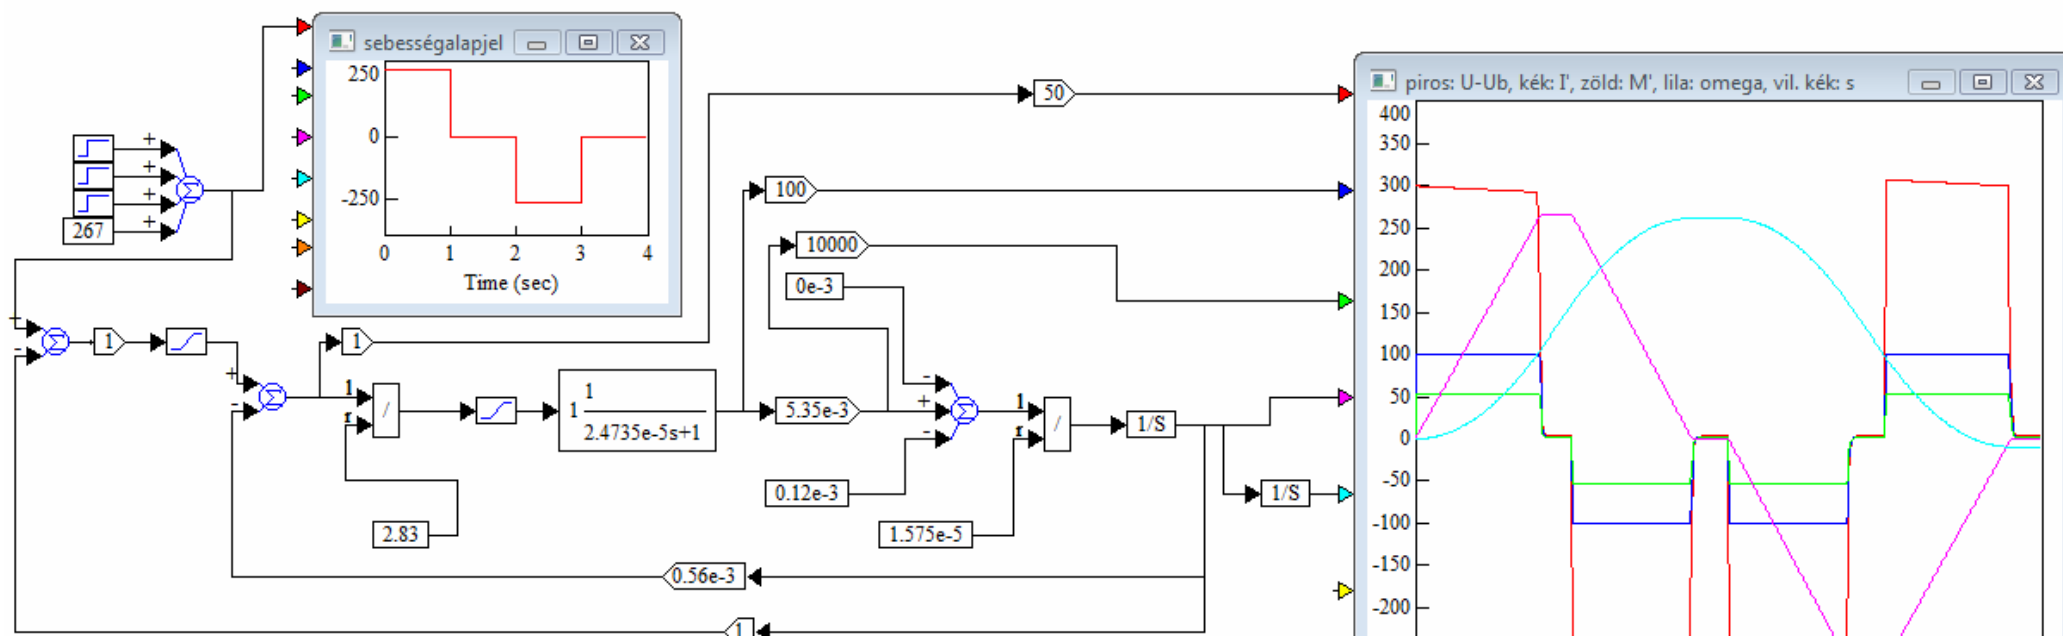 sebességalapjel
250
0
-250
0 1 2 3 4
Time (sec)
+
+
+
+
Σ
267
+
-
Σ
1
+
-
Σ
1
l
r
/
2.83
1
1
2.4735e-5s+1
50
100
10000
0e-3
5.35e-3
0.12e-3
-
+
-
Σ
l
r
/
1.575e-5
1/S
1/S
0.56e-3
1
piros: U-Ub, kék: I', zöld: M', lila: omega, vil. kék: s
400
350
300
250
200
150
100
50
0
-50
-100
-150
-200